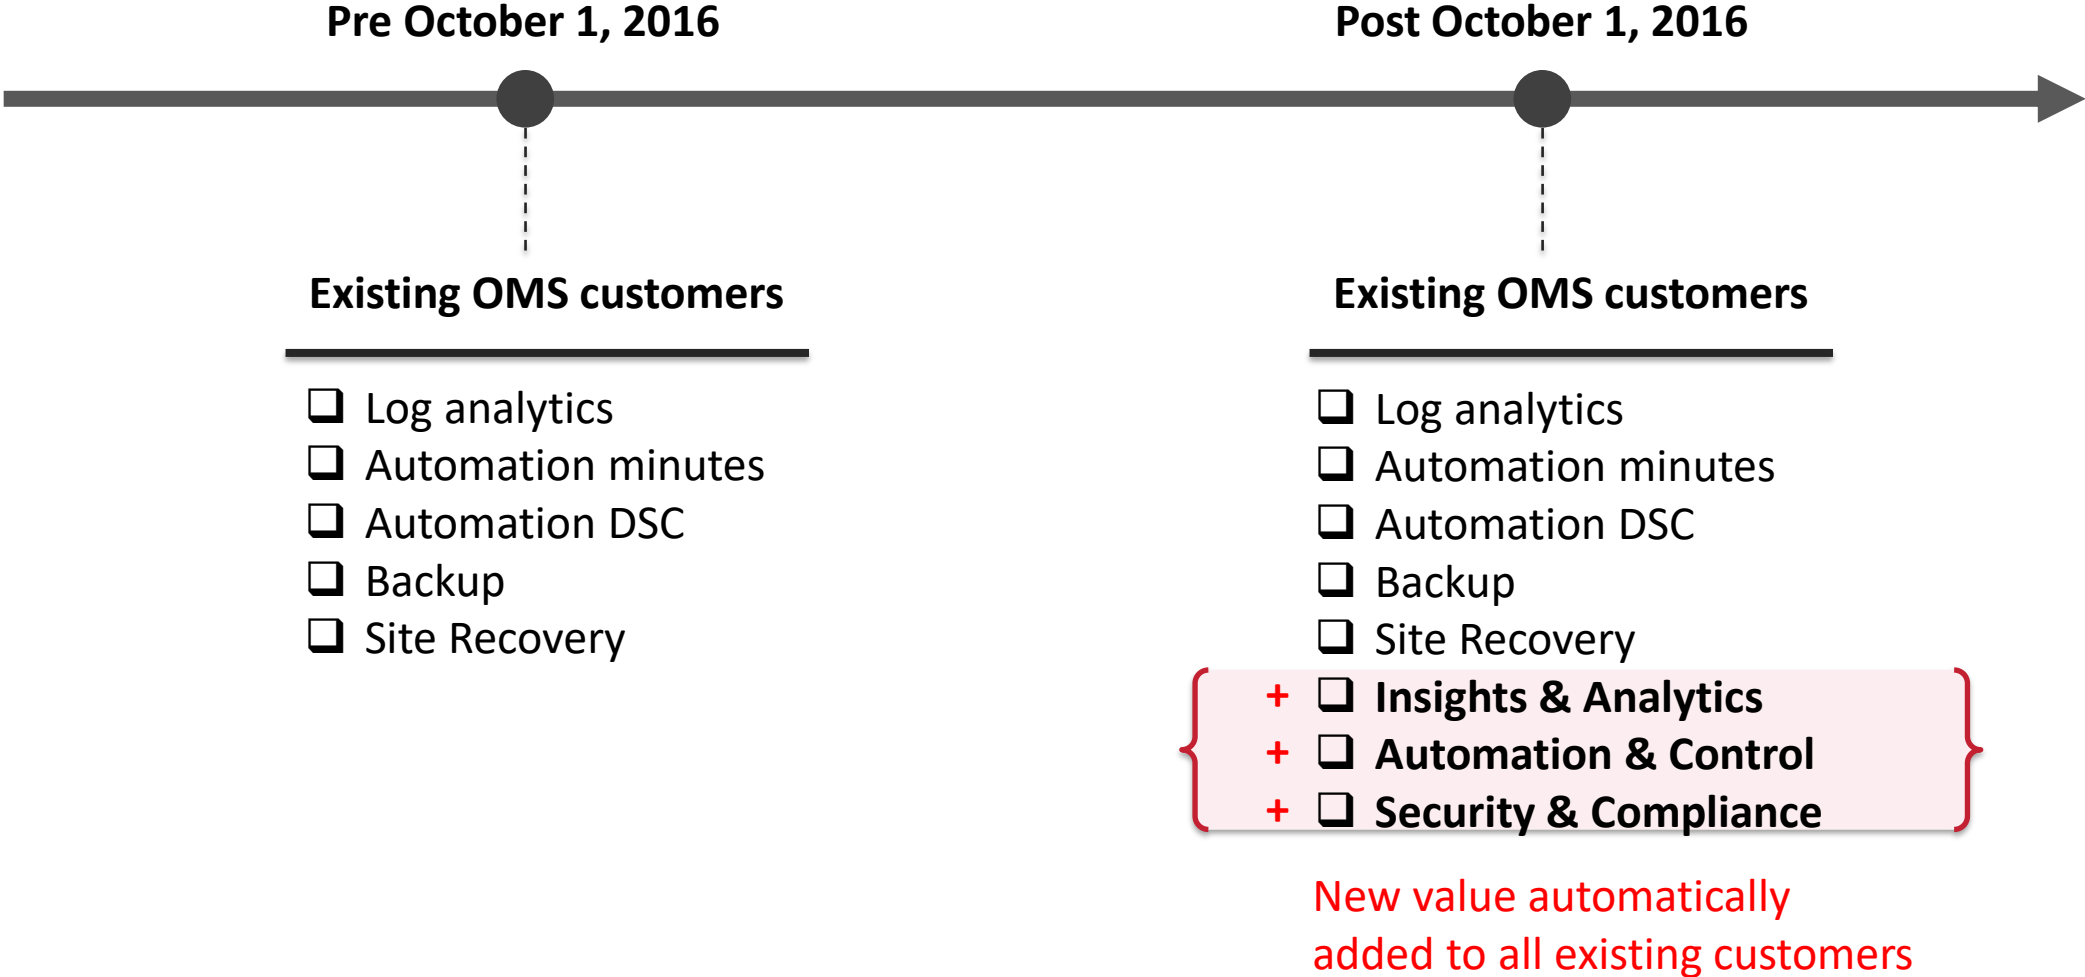 Pre October 1, 2016
Post October 1, 2016
Existing OMS customers
❑ Log analytics
❑ Automation minutes
❑ Automation DSC
❑ Backup
❑ Site Recovery
Existing OMS customers
❑ Log analytics
❑ Automation minutes
❑ Automation DSC
❑ Backup
❑ Site Recovery
+ ❑ Insights & Analytics
+ ❑ Automation & Control
+ ❑ Security & Compliance
New value automatically
added to all existing customers